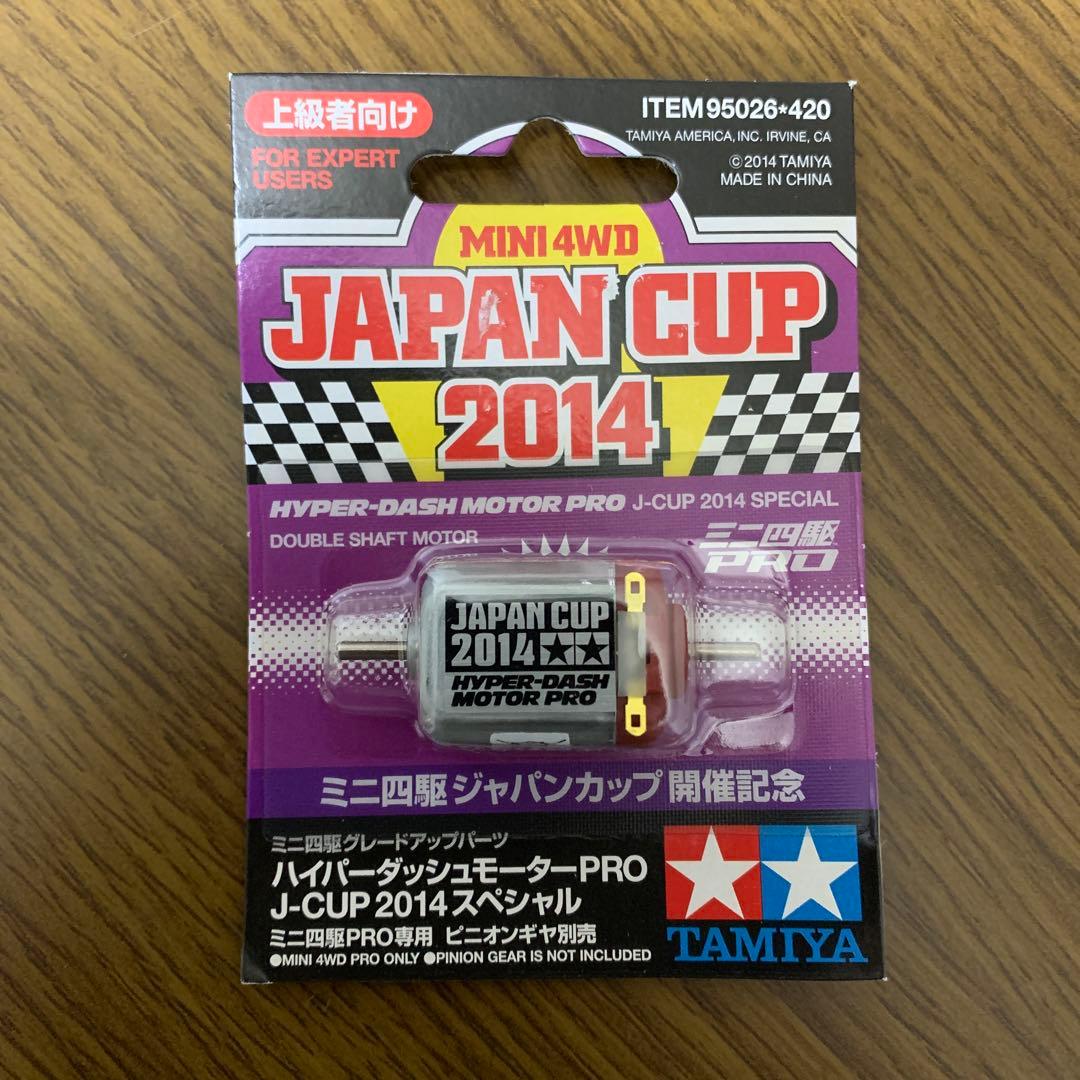 上級者向け
FOR EXPERT
USERS
ITEM 95026*420
TAMIYA AMERICA, INC. IRVINE, CA
© 2014 TAMIYA
MADE IN CHINA
MINI 4WD
JAPAN CUP
2014
HYPER-DASH MOTOR PRO J-CUP 2014 SPECIAL
DOUBLE SHAFT MOTOR
ミニ四駆
PRO
JAPAN CUP
2014
HYPER-DASH
MOTOR PRO
ミニ四駆 ジャパンカップ 開催記念
ミニ四駆グレードアップパーツ
ハイパーダッシュモーターPRO
J-CUP 2014 スペシャル
ミニ四駆PRO専用 ピニオンギヤ別売
●MINI 4WD PRO ONLY ●PINION GEAR IS NOT INCLUDED
TAMIYA